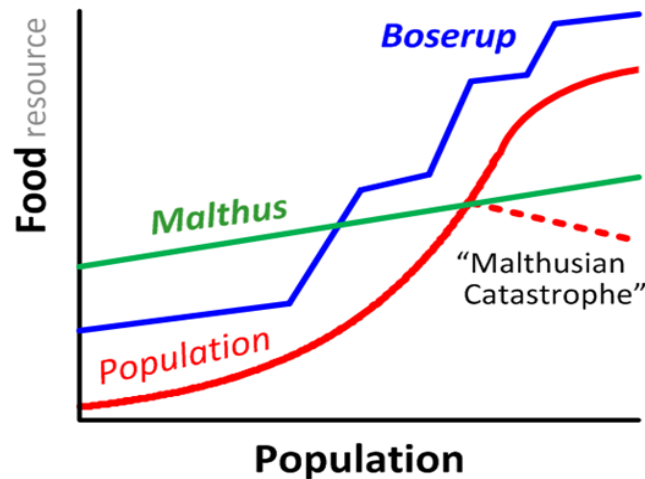 Boserup
Food resource
Malthus
"Malthusian
Catastrophe"
Population
Population